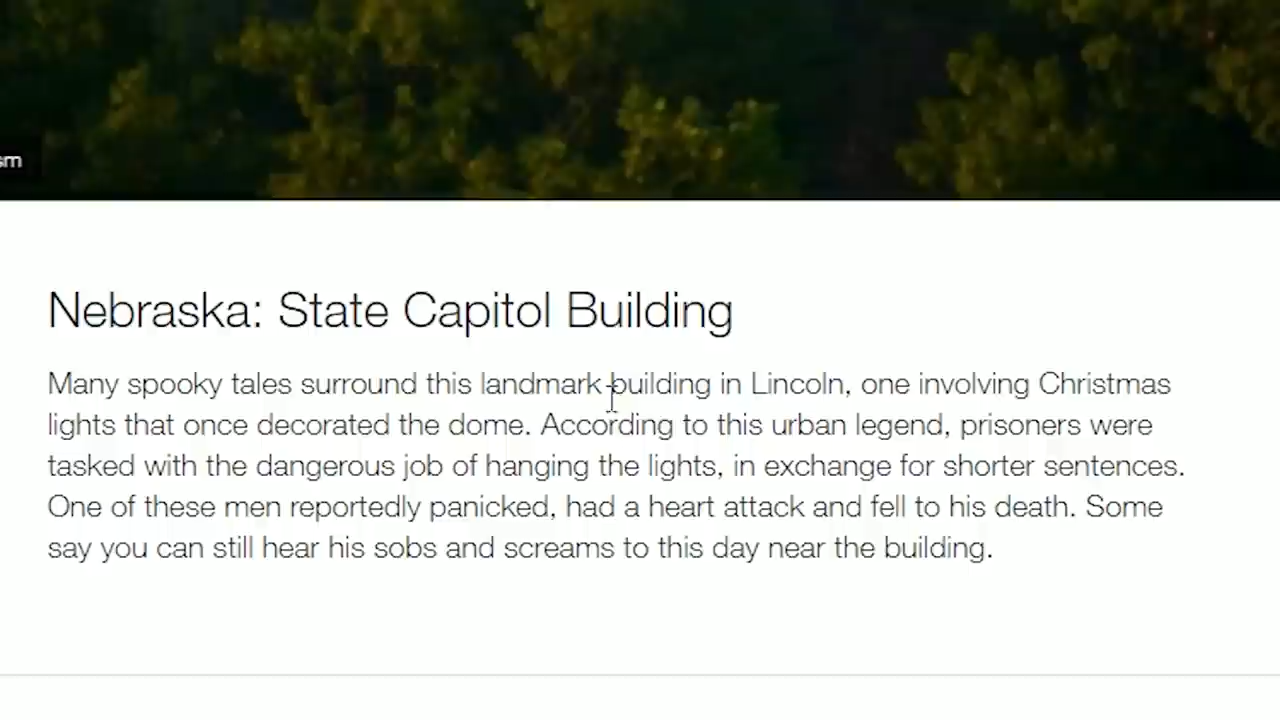 sm
Nebraska: State Capitol Building
Many spooky tales surround this landmark building in Lincoln, one involving Christmas
lights that once decorated the dome. According to this urban legend, prisoners were
tasked with the dangerous job of hanging the lights, in exchange for shorter sentences.
One of these men reportedly panicked, had a heart attack and fell to his death. Some
say you can still hear his sobs and screams to this day near the building.